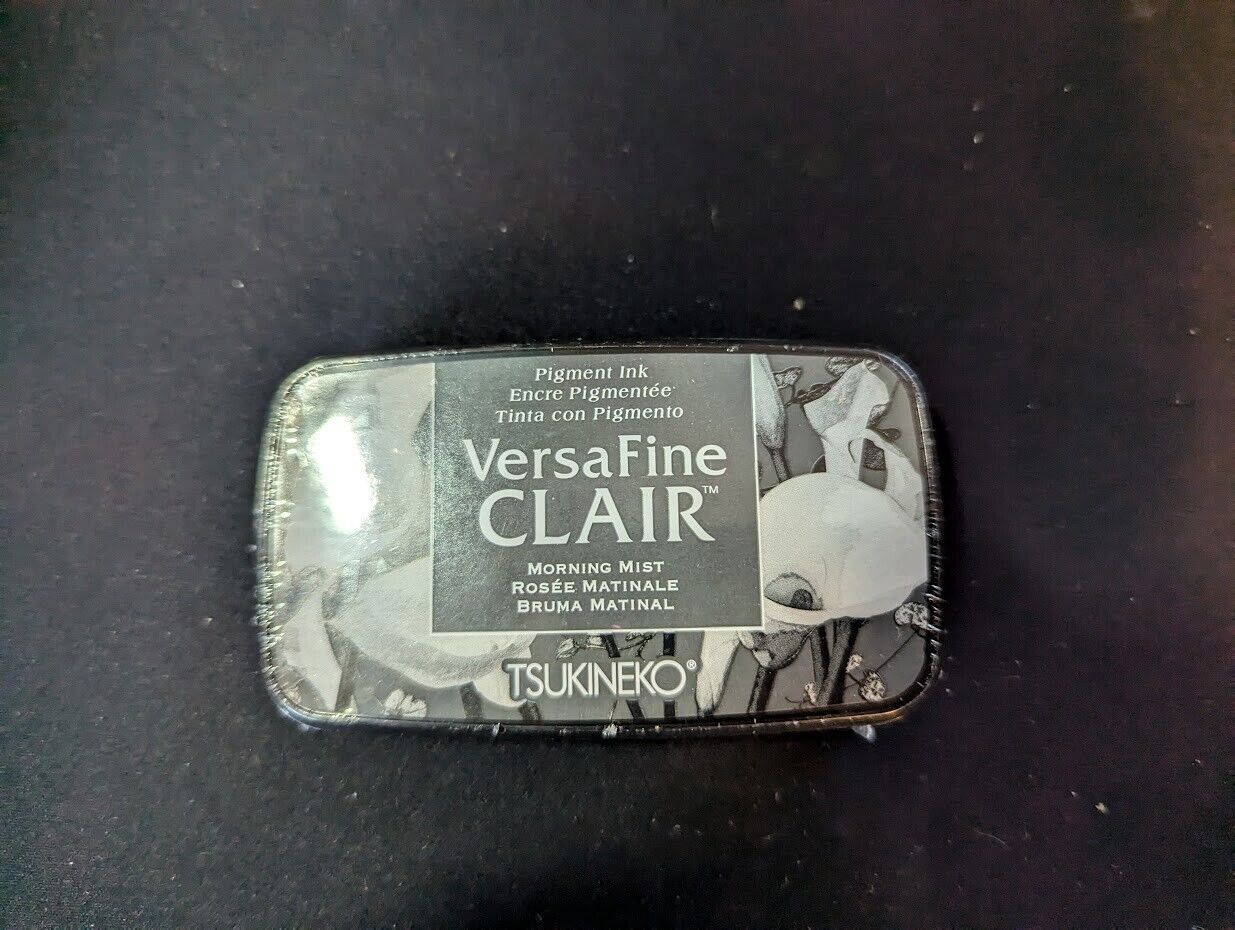 Pigment Ink
Encre Pigmentée
Tinta con Pigmento
VersaFine
CLAIR™
MORNING MIST
ROSÉE MATINALE
BRUMA MATINAL
TSUKINEKO®